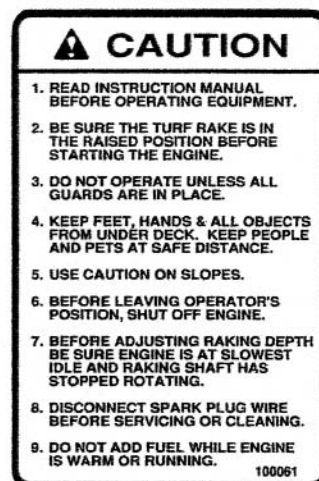 CAUTION
1. READ INSTRUCTION MANUAL
BEFORE OPERATING EQUIPMENT.
2. BE SURE THE TURF RAKE IS IN
THE RAISED POSITION BEFORE
STARTING THE ENGINE.
3. DO NOT OPERATE UNLESS ALL
GUARDS ARE IN PLACE.
4. KEEP FEET, HANDS & ALL OBJECTS
FROM UNDER DECK. KEEP PEOPLE
AND PETS AT SAFE DISTANCE.
5. USE CAUTION ON SLOPES.
6. BEFORE LEAVING OPERATOR'S
POSITION, SHUT OFF ENGINE.
7. BEFORE ADJUSTING RAKING DEPTH
BE SURE ENGINE IS AT SLOWEST
IDLE AND RAKING SHAFT HAS
STOPPED ROTATING.
8. DISCONNECT SPARK PLUG WIRE
BEFORE SERVICING OR CLEANING.
9. DO NOT ADD FUEL WHILE ENGINE
IS WARM OR RUNNING.
100061